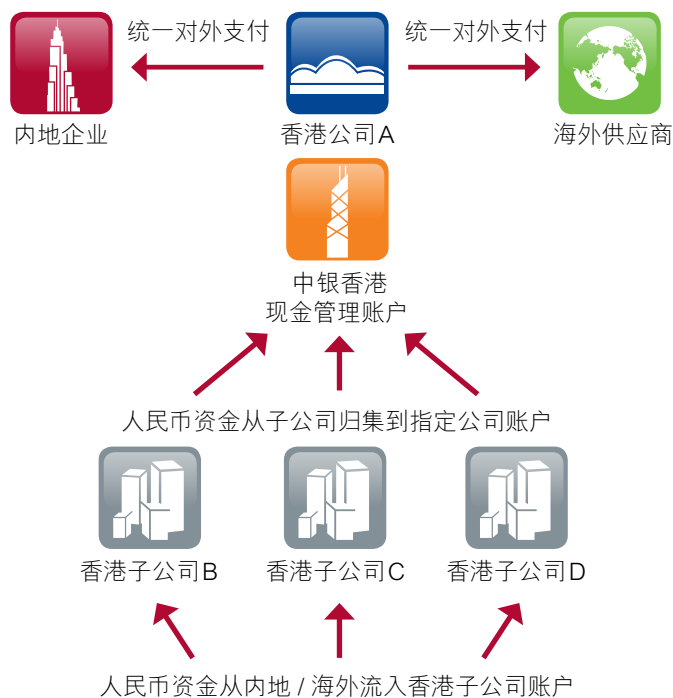 统一对外支付
统一对外支付
内地企业
香港公司A
海外供应商
中银香港
现金管理账户
人民币资金从子公司归集到指定公司账户
香港子公司B
香港子公司C
香港子公司D
人民币资金从内地 / 海外流入香港子公司账户